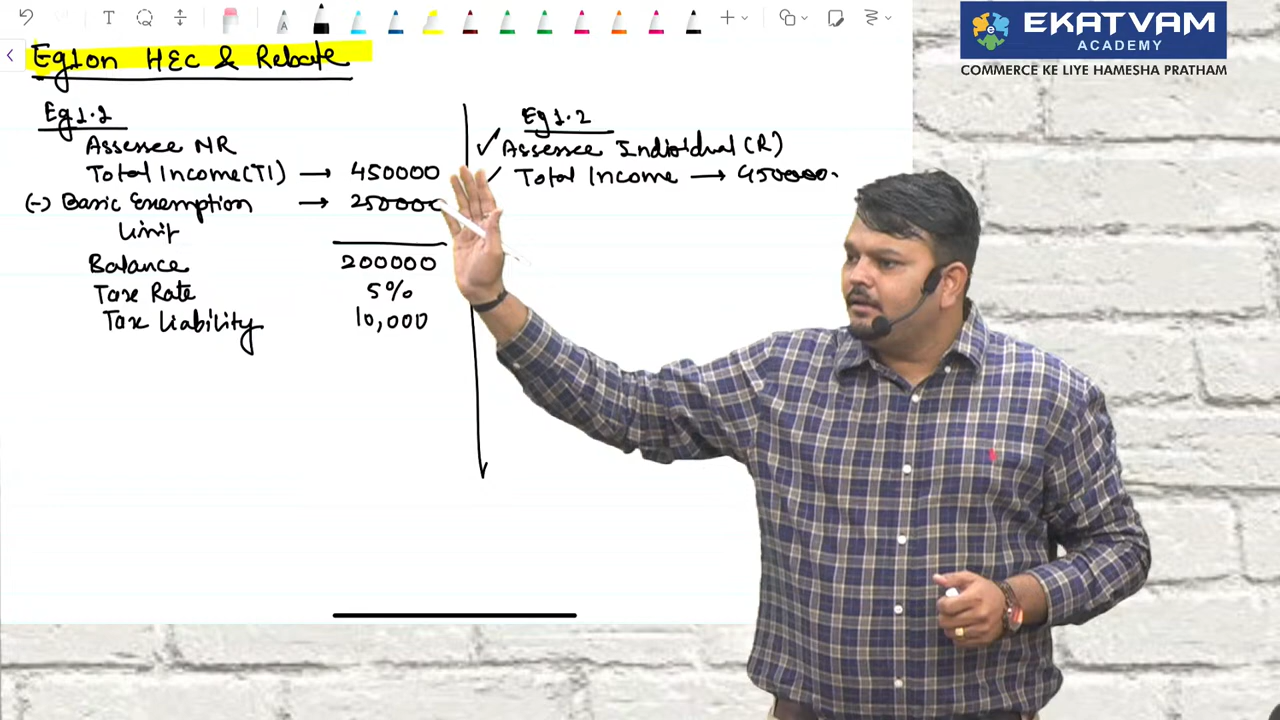 EKATVAM
ACADEMY
COMMERCE KE LIYE HAMESHA PRATHAM
Eg1on HEC & Rebate
Eg1.1
Assessee NR
Total Income(TI) → 450000
(-) Basic Exemption → 250000
Limit
Balance 200000
Tax Rate 5%
Tax Liability 10,000
Eg1.2
✓ Assessee Individual (R)
✓ Total Income → 450000.